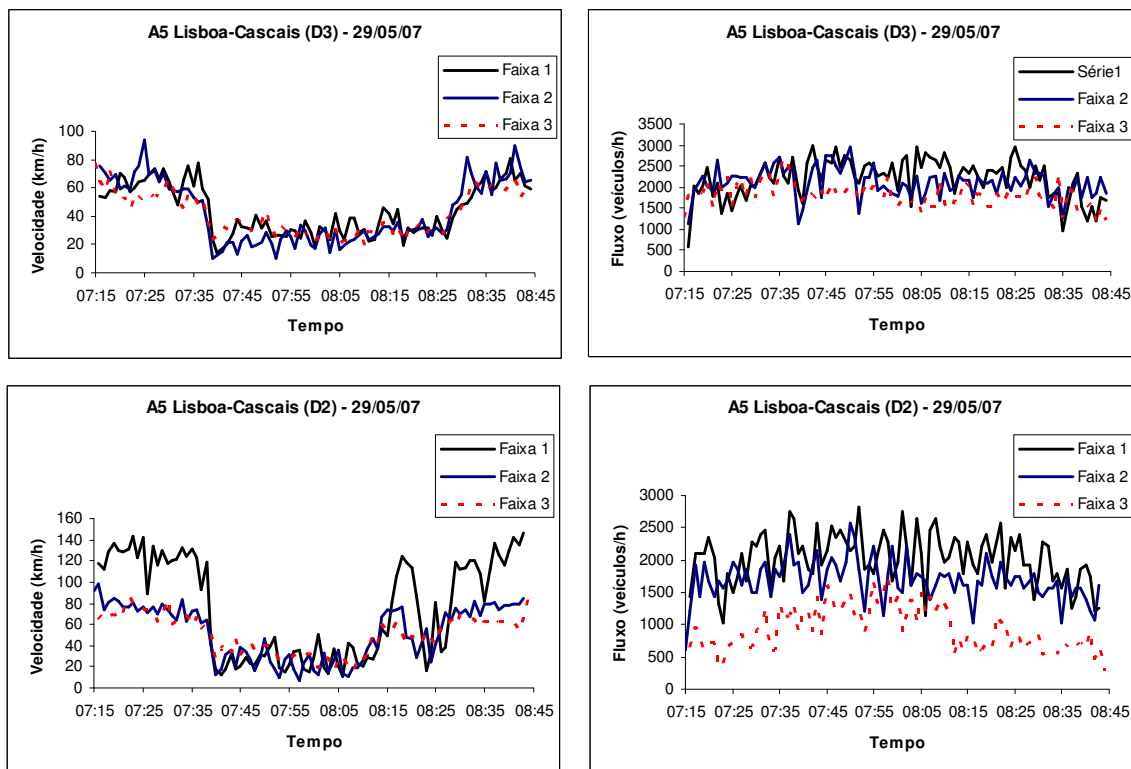 A5 Lisboa-Cascais (D3) - 29/05/07
Faixa 1
Faixa 2
Faixa 3
Velocidade (km/h)
100
80
60
40
20
0
07:15 07:25 07:35 07:45 07:55 08:05 08:15 08:25 08:35 08:45
Tempo
A5 Lisboa-Cascais (D3) - 29/05/07
Série1
Faixa 2
Faixa 3
Fluxo (veículos/h)
3500
3000
2500
2000
1500
1000
500
0
07:15 07:25 07:35 07:45 07:55 08:05 08:15 08:25 08:35 08:45
Tempo
A5 Lisboa-Cascais (D2) - 29/05/07
Faixa 1
Faixa 2
Faixa 3
Velocidade (km/h)
160
140
120
100
80
60
40
20
0
07:15 07:25 07:35 07:45 07:55 08:05 08:15 08:25 08:35 08:45
Tempo
A5 Lisboa-Cascais (D2) - 29/05/07
Faixa 1
Faixa 2
Faixa 3
Fluxo (veículos/h)
3000
2500
2000
1500
1000
500
0
07:15 07:25 07:35 07:45 07:55 08:05 08:15 08:25 08:35 08:45
Tempo